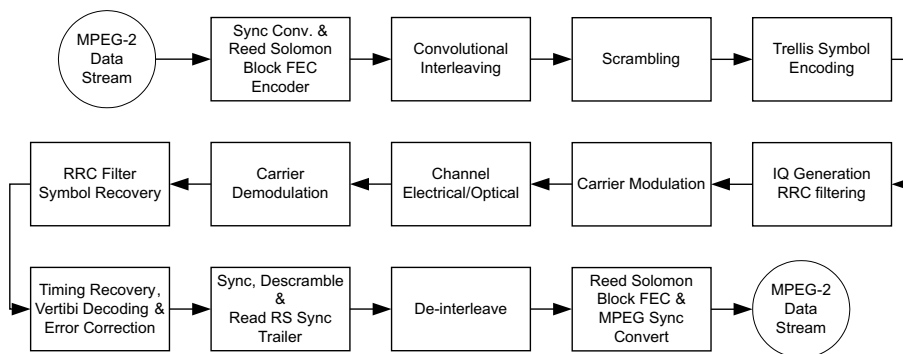 MPEG-2
Data
Stream
Sync Conv. &
Reed Solomon
Block FEC
Encoder
Convolutional
Interleaving
Scrambling
Trellis Symbol
Encoding
RRC Filter
Symbol Recovery
Carrier
Demodulation
Channel
Electrical/Optical
Carrier Modulation
IQ Generation
RRC filtering
Timing Recovery,
Vertibi Decoding &
Error Correction
Sync, Descramble
&
Read RS Sync
Trailer
De-interleave
Reed Solomon
Block FEC &
MPEG Sync
Convert
MPEG-2
Data
Stream